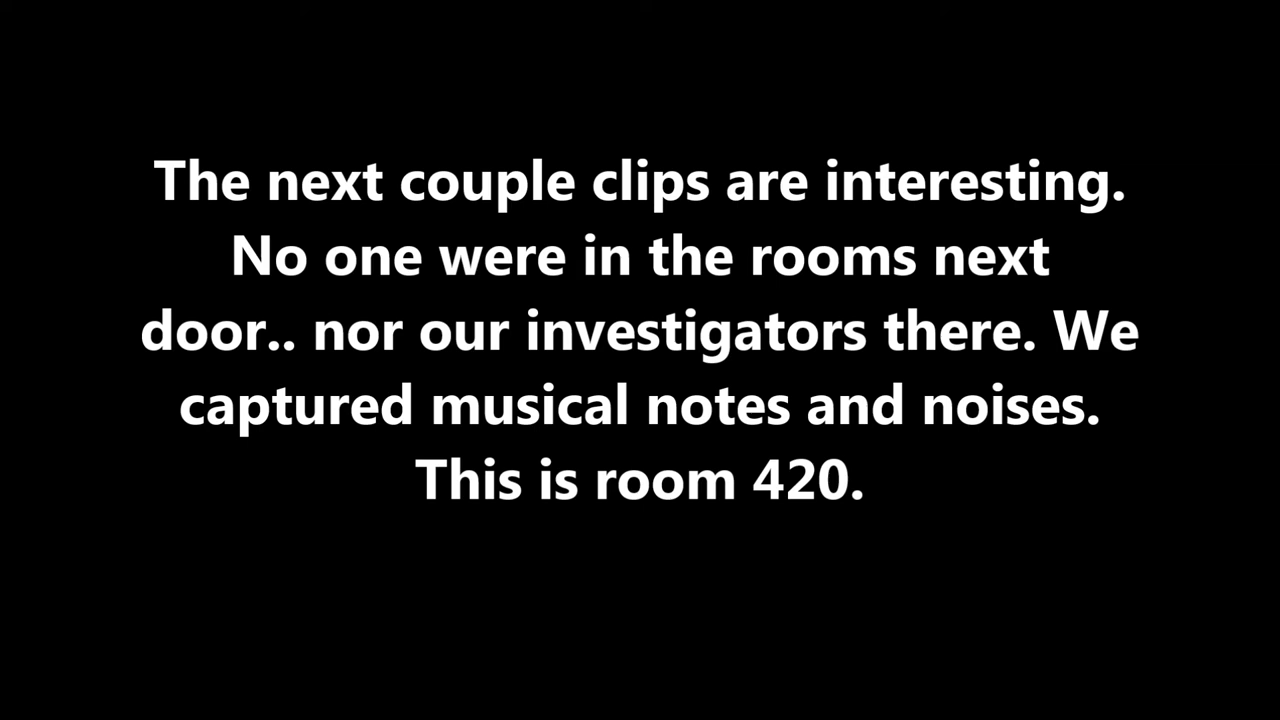 The next couple clips are interesting.
No one were in the rooms next
door.. nor our investigators there. We
captured musical notes and noises.
This is room 420.